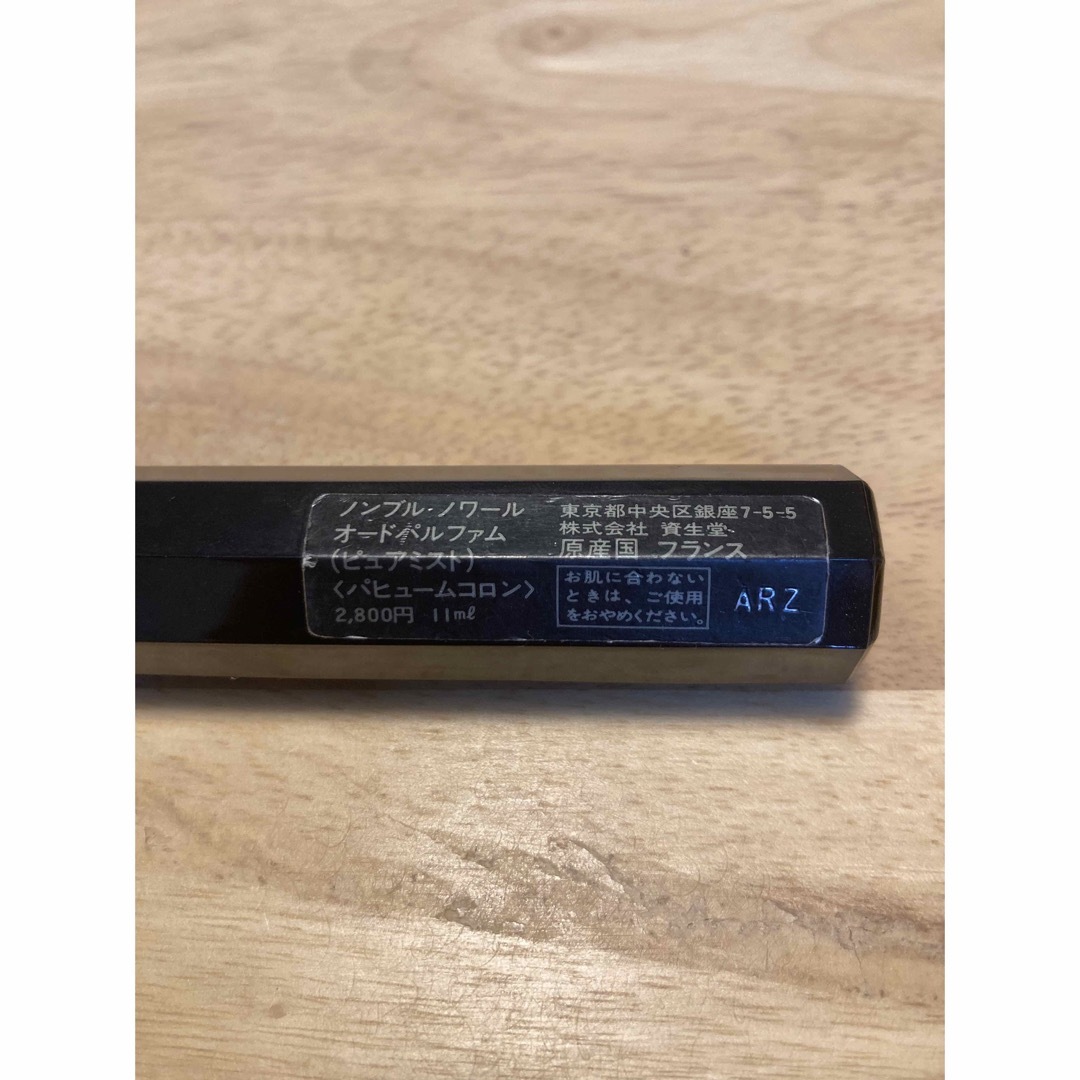 ノンブル・ノワール
オードパルファム
(ピュアミスト)
〈パヒュームコロン〉
2,800円 11ml
東京都中央区銀座7-5-5
株式会社 資生堂
原産国 フランス
お肌に合わない
ときは、ご使用
をおやめください。
ARZ